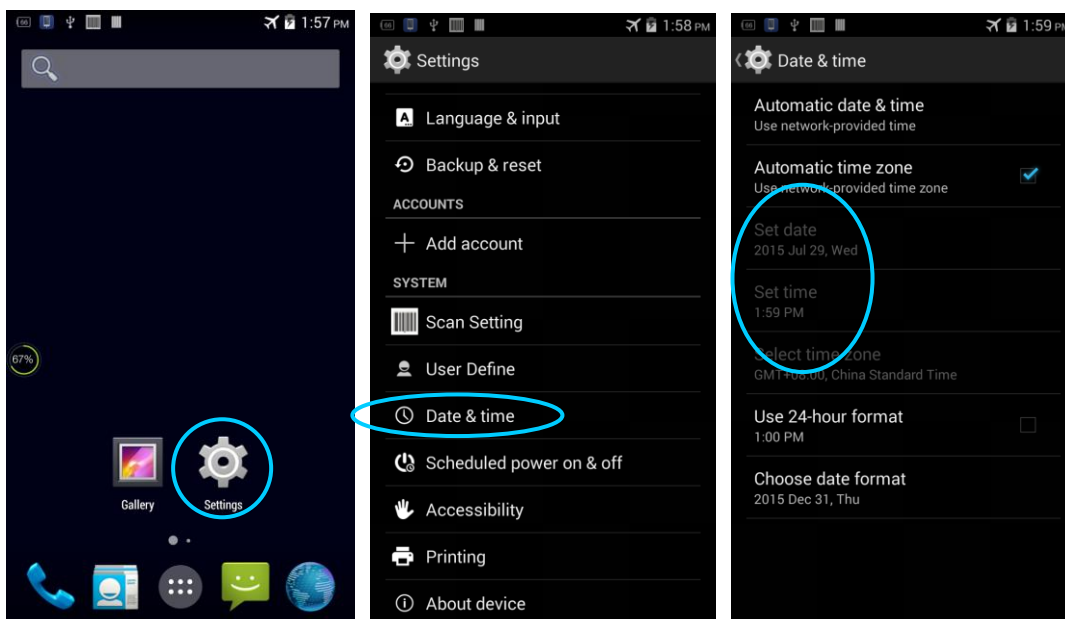 1:57 PM
67%
Gallery
Settings
1:58 PM
Settings
Language & input
Backup & reset
ACCOUNTS
Add account
SYSTEM
Scan Setting
User Define
Date & time
Scheduled power on & off
Accessibility
Printing
About device
1:59 PM
Date & time
Automatic date & time
Use network-provided time
Automatic time zone
Use network-provided time zone
Set date
2015 Jul 29, Wed
Set time
1:59 PM
Select time zone
GMT+08:00, China Standard Time
Use 24-hour format
1:00 PM
Choose date format
2015 Dec 31, Thu